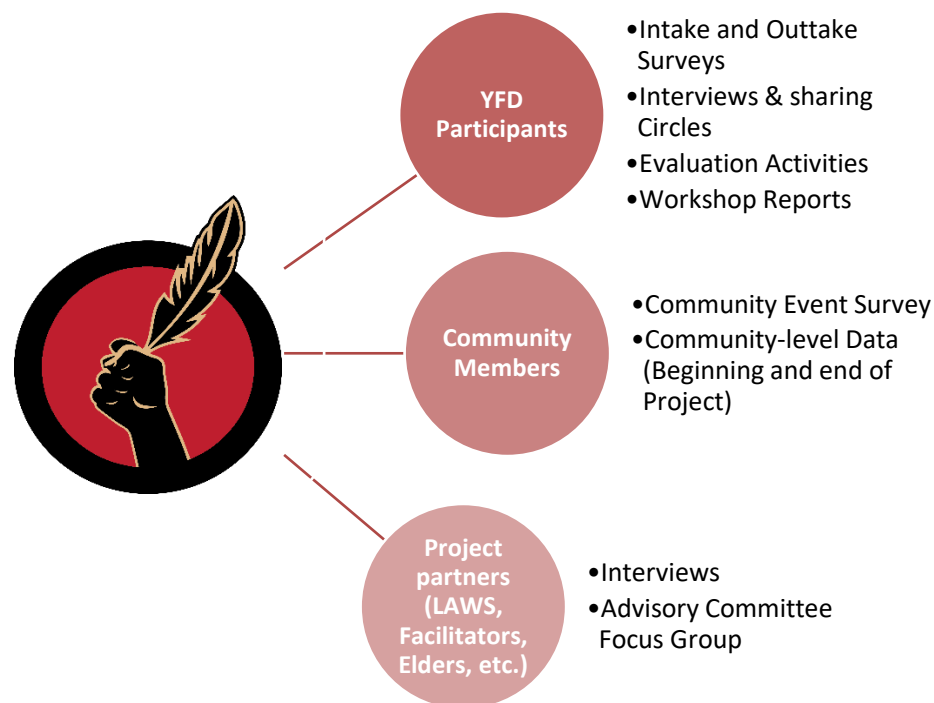 YFD
Participants
•Intake and Outtake
Surveys
•Interviews & sharing
Circles
•Evaluation Activities
•Workshop Reports
Community
Members
•Community Event Survey
•Community-level Data
(Beginning and end of
Project)
Project
partners
(LAWS,
Facilitators,
Elders, etc.)
•Interviews
•Advisory Committee
Focus Group